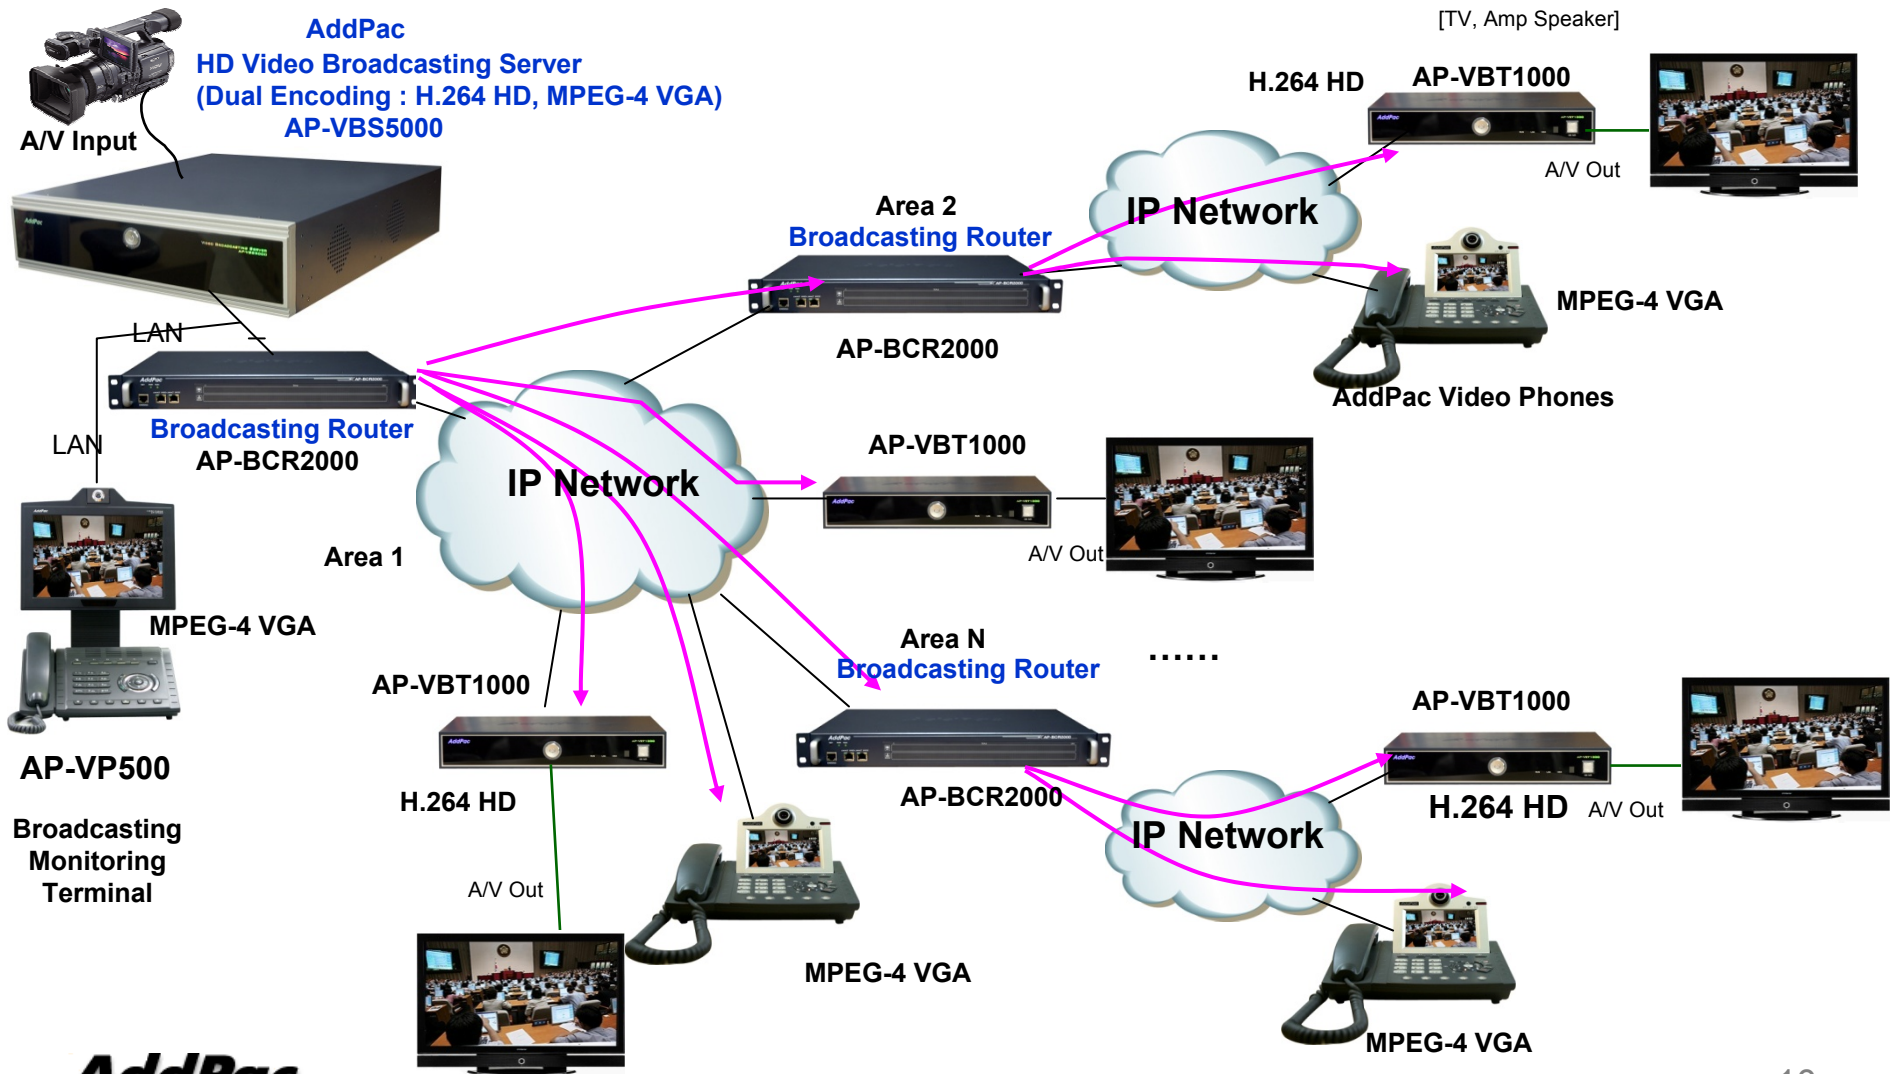 AddPac
HD Video Broadcasting Server
(Dual Encoding : H.264 HD, MPEG-4 VGA)
AP-VBS5000
A/V Input
[TV, Amp Speaker]
H.264 HD
AP-VBT1000
A/V Out
Area 2
Broadcasting Router
IP Network
AP-BCR2000
MPEG-4 VGA
AddPac Video Phones
LAN
LAN
Broadcasting Router
AP-BCR2000
AP-VBT1000
A/V Out
IP Network
Area 1
MPEG-4 VGA
AP-VP500
Broadcasting
Monitoring
Terminal
AP-VBT1000
H.264 HD
A/V Out
MPEG-4 VGA
Area N
Broadcasting Router
......
AP-BCR2000
IP Network
AP-VBT1000
H.264 HD
A/V Out
MPEG-4 VGA
AddPac